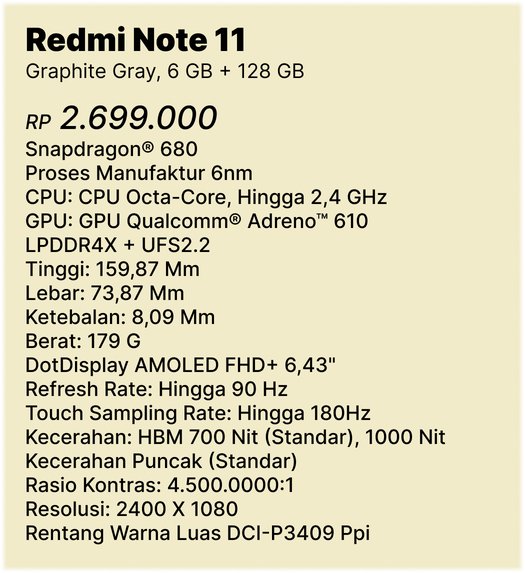 Redmi Note 11
Graphite Gray, 6 GB + 128 GB
RP 2.699.000
Snapdragon® 680
Proses Manufaktur 6nm
CPU: CPU Octa-Core, Hingga 2,4 GHz
GPU: GPU Qualcomm® Adreno™ 610
LPDDR4X + UFS2.2
Tinggi: 159,87 Mm
Lebar: 73,87 Mm
Ketebalan: 8,09 Mm
Berat: 179 G
DotDisplay AMOLED FHD+ 6,43"
Refresh Rate: Hingga 90 Hz
Touch Sampling Rate: Hingga 180Hz
Kecerahan: HBM 700 Nit (Standar), 1000 Nit
Kecerahan Puncak (Standar)
Rasio Kontras: 4.500.0000:1
Resolusi: 2400 X 1080
Rentang Warna Luas DCI-P3409 Ppi